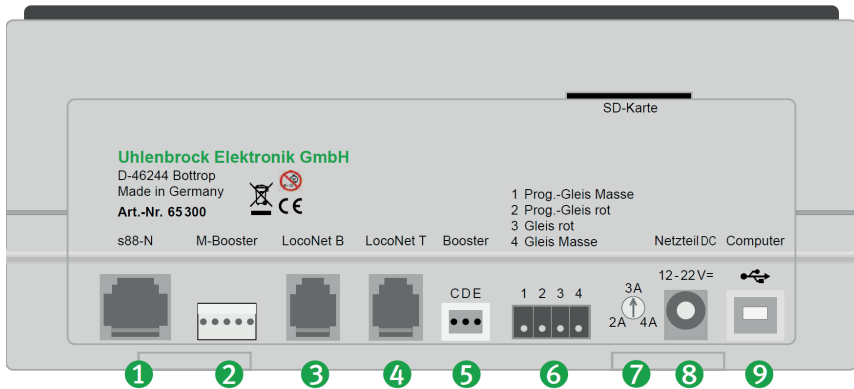 SD-Karte
Uhlenbrock Elektronik GmbH
D-46244 Bottrop
Made in Germany
Art.-Nr. 65300
CE
1 Prog.-Gleis Masse
2 Prog.-Gleis rot
3 Gleis rot
4 Gleis Masse
s88-N M-Booster LocoNet B LocoNet T Booster Netzteil DC Computer
12-22V=
CDE
1 2 3 4
3A
2A 4A
1 2 3 4 5 6 7 8 9